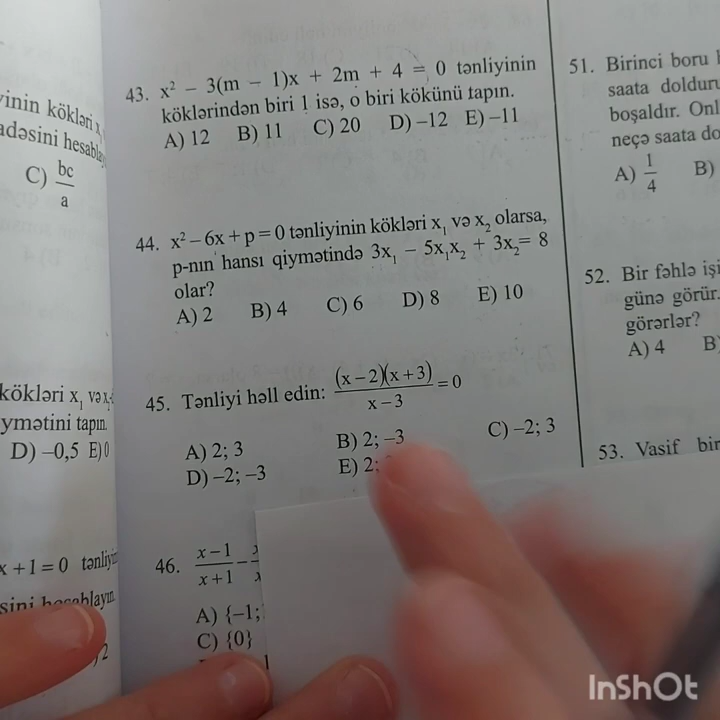 yinin kökləri x
adəsini hesabla
C) bc/a
kökləri x₁ və x₂
ymətini tapın.
D) –0,5 E) 0
x + 1 = 0 tənliyin
sini hesablayın.
2
43. x² – 3(m – 1)x + 2m + 4 = 0 tənliyinin
köklərindən biri 1 isə, o biri kökünü tapın.
A) 12 B) 11 C) 20 D) –12 E) –11
44. x² – 6x + p = 0 tənliyinin kökləri x₁ və x₂ olarsa,
p-nın hansı qiymətində 3x₁ – 5x₁x₂ + 3x₂ = 8
olar?
A) 2 B) 4 C) 6 D) 8 E) 10
45. Tənliyi həll edin: (x – 2)(x + 3)/x – 3 = 0
A) 2; 3 B) 2; –3 C) –2; 3
D) –2; –3 E) 2;
46. x – 1/x + 1 –
A) {–1;
C) {0}
51. Birinci boru
saata doldur
boşaldır. Onl
neçə saata do
A) 1/4 B)
52. Bir fəhlə işi
günə görür.
görərlər?
A) 4 B)
53. Vasif bir
InShOt